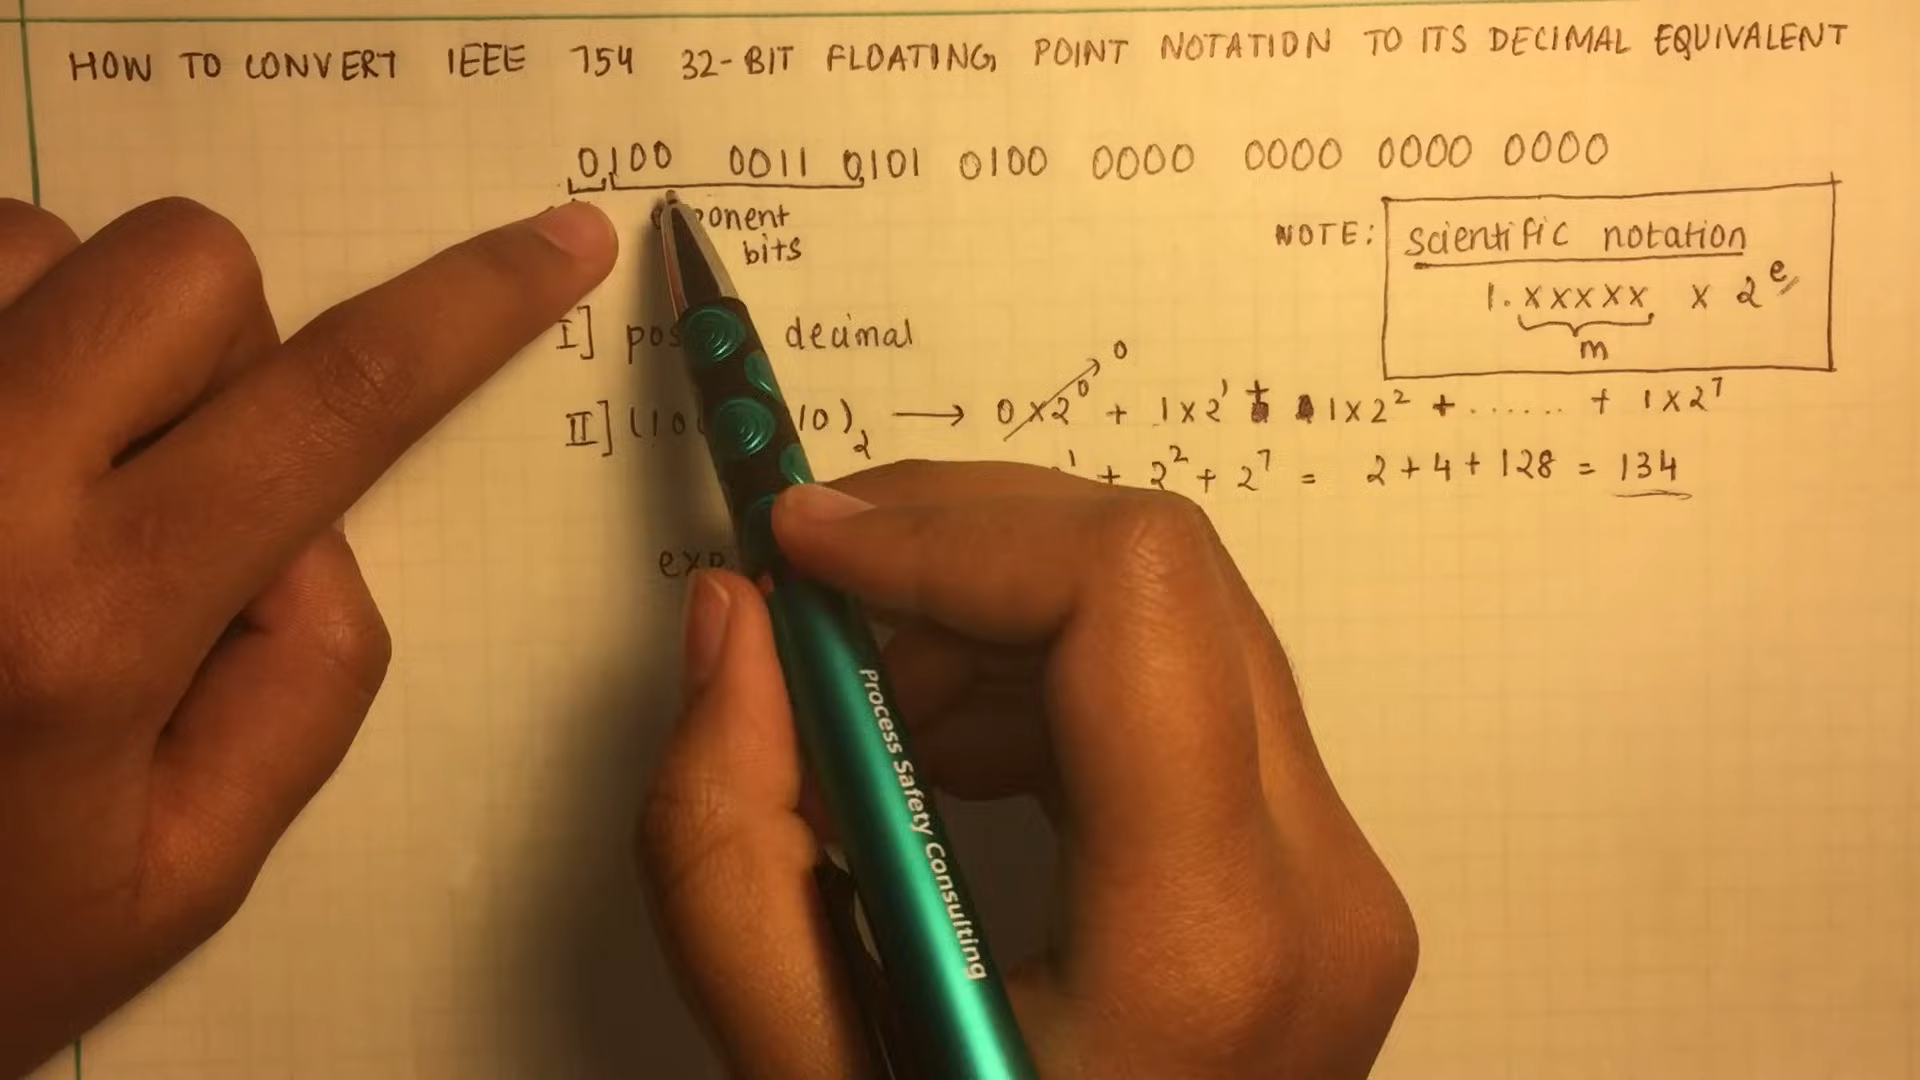 HOW TO CONVERT IEEE 754 32-BIT FLOATING POINT NOTATION TO ITS DECIMAL EQUIVALENT
0100 0011 0101 0100 0000 0000 0000 0000
ponent
bits
NOTE: scientific notation
1.xxxxx x 2^e
m
I] pos decimal
0
II] (10 10)₂ → 0x2⁰ + 1x2¹ + 1x2² + ...... + 1x2⁷
+ 2² + 2⁷ = 2+4+128 = 134
exp
Process Safety Consulting